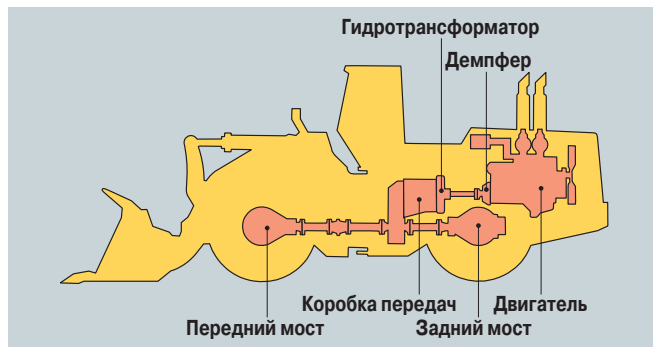 Гидротрансформатор
Демпфер
Коробка передач
Двигатель
Передний мост
Задний мост